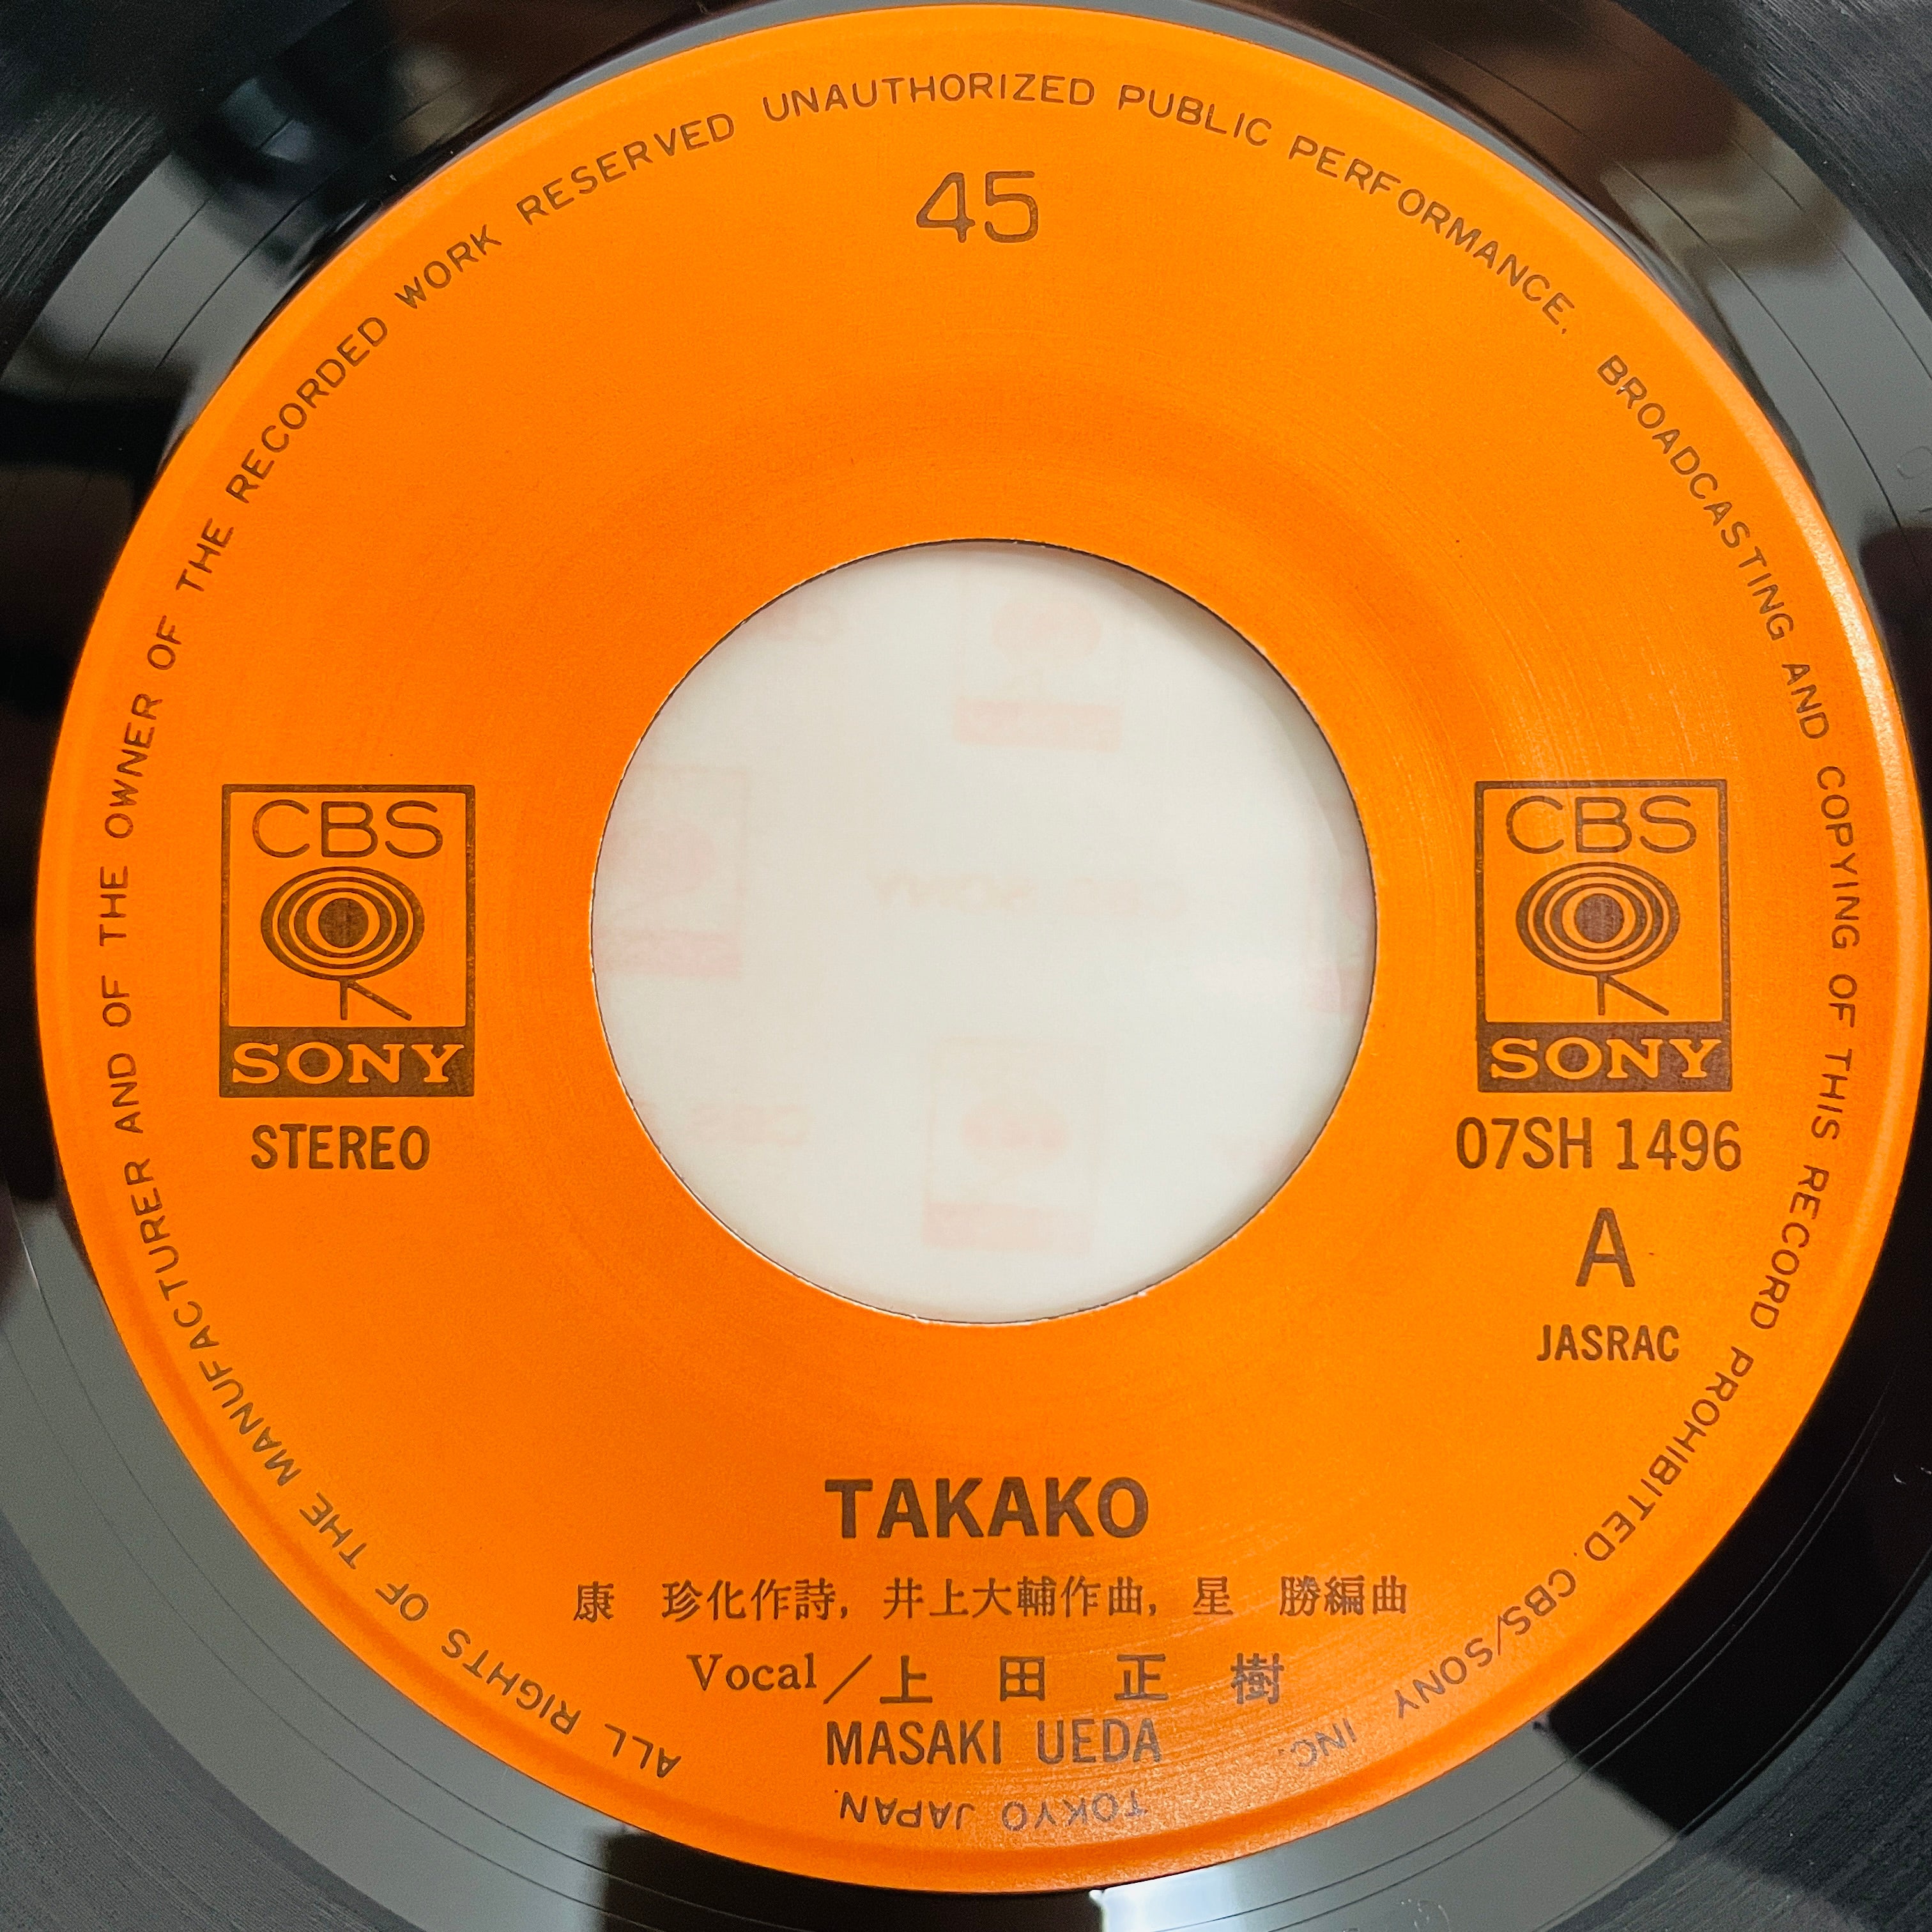 ALL RIGHTS OF THE MANUFACTURER AND OF THE OWNER OF THE RECORDED WORK RESERVED UNAUTHORIZED PUBLIC PERFORMANCE, BROADCASTING AND COPYING OF THIS RECORD PROHIBITED. CBS/SONY INC. TOKYO JAPAN.
45
CBS
SONY
STEREO
CBS
SONY
07SH 1496
A
JASRAC
TAKAKO
康 珍化作詩, 井上大輔作曲, 星 勝編曲
Vocal/上田正樹
MASAKI UEDA